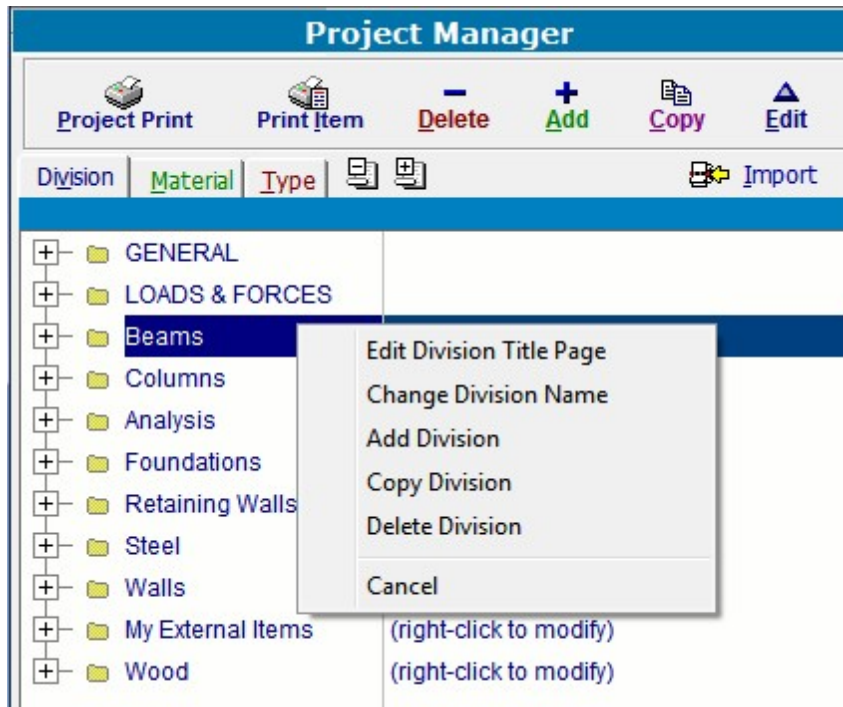 Project Manager
Project Print Print Item Delete Add Copy Edit
Division Material Type Import
GENERAL
LOADS & FORCES
Beams
Edit Division Title Page
Change Division Name
Add Division
Copy Division
Delete Division
Cancel
Columns
Analysis
Foundations
Retaining Walls
Steel
Walls
My External Items (right-click to modify)
Wood (right-click to modify)